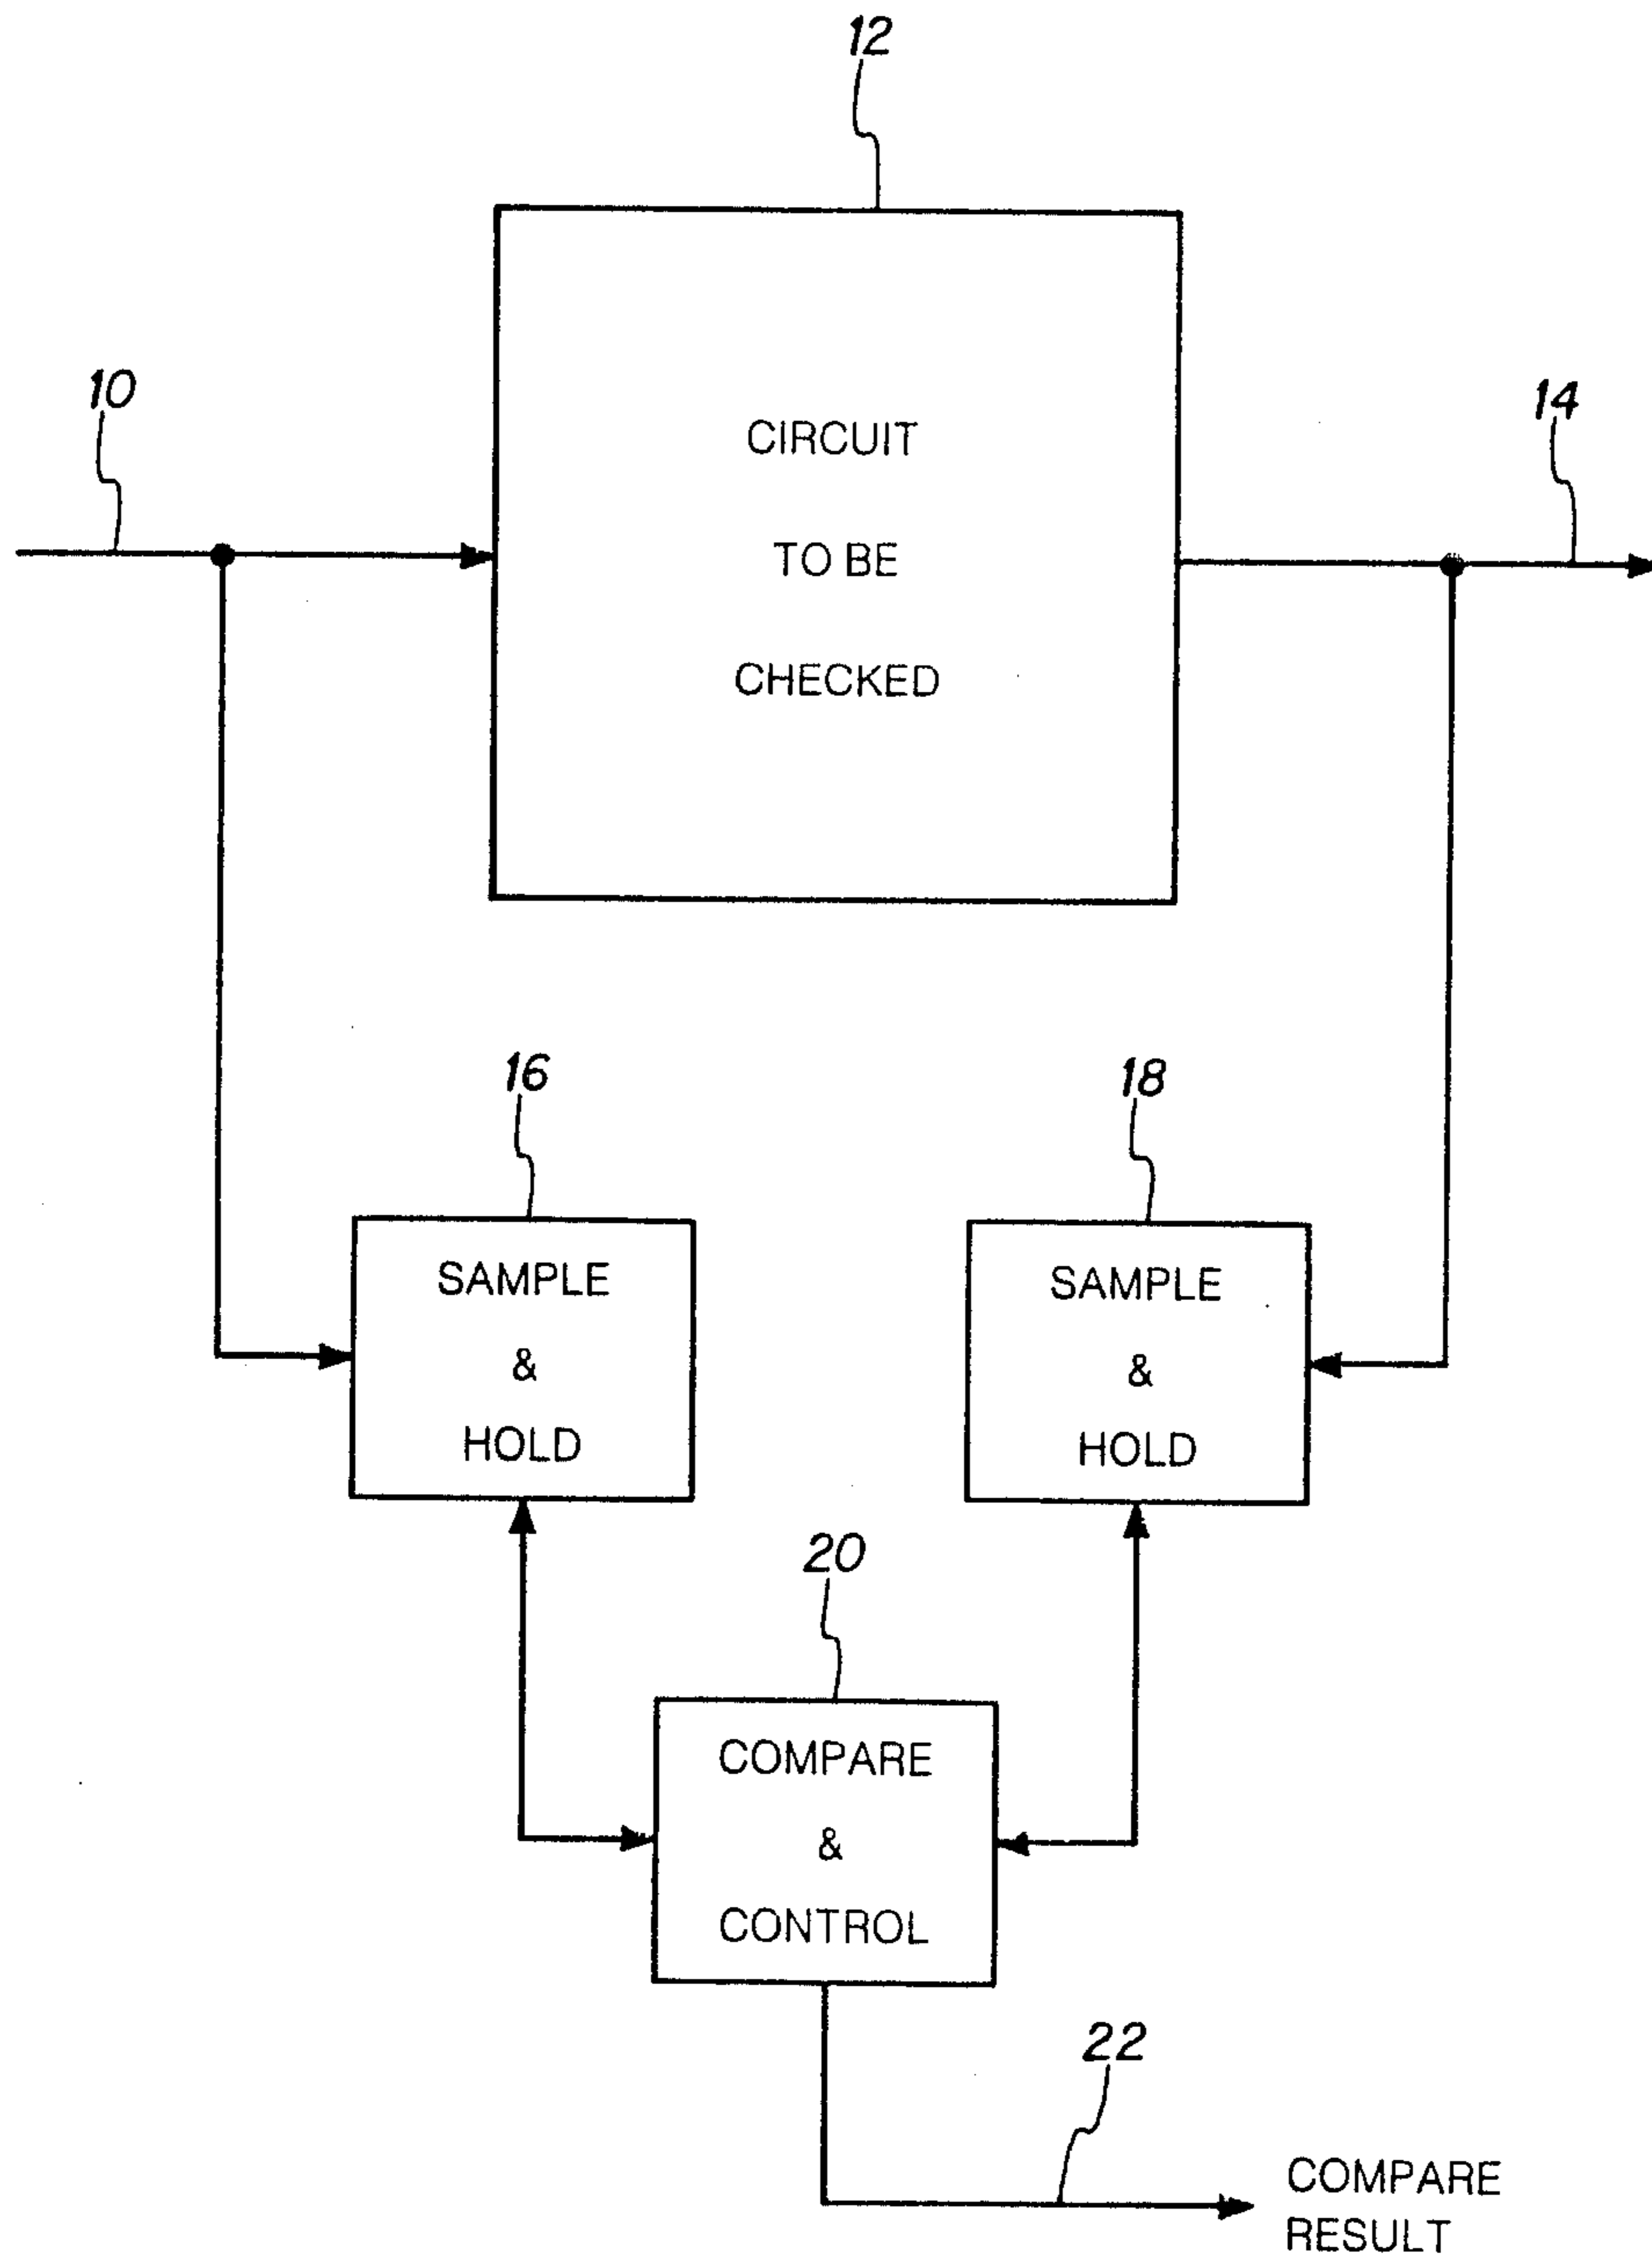 12
10
14
CIRCUIT
TO BE
CHECKED
16
18
SAMPLE
&
HOLD
SAMPLE
&
HOLD
20
COMPARE
&
CONTROL
22
COMPARE
RESULT